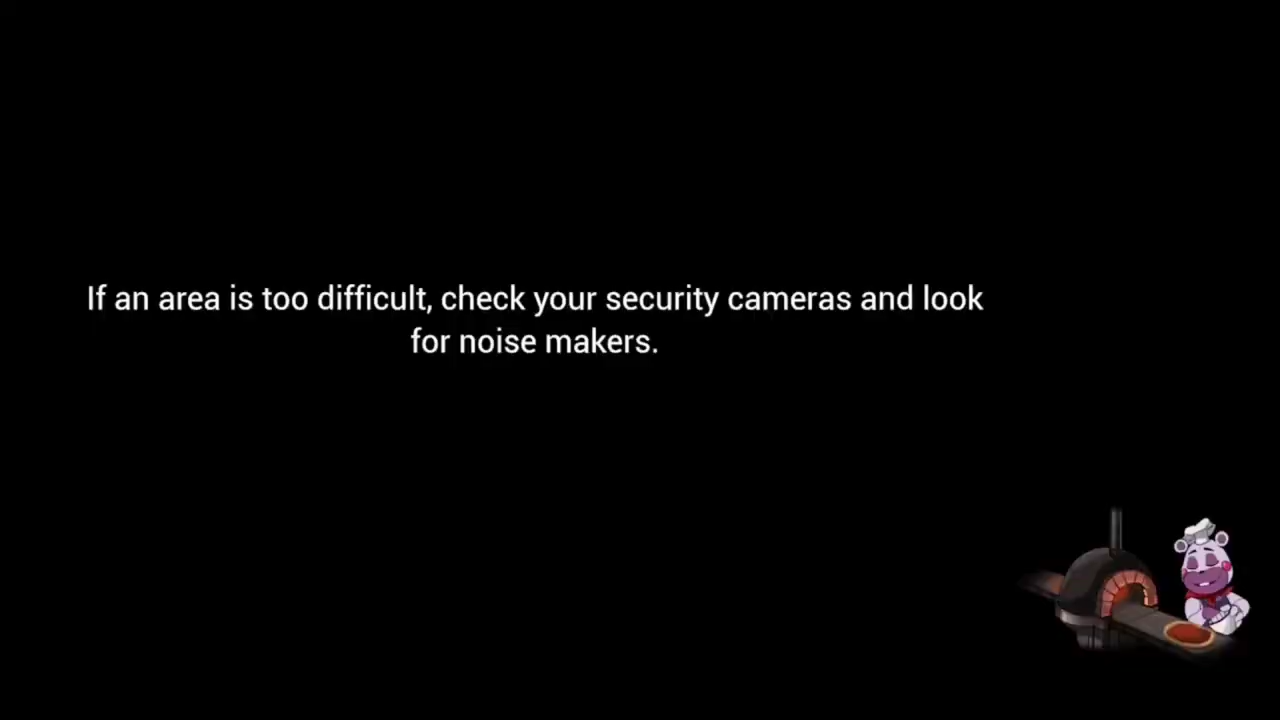 If an area is too difficult, check your security cameras and look
for noise makers.